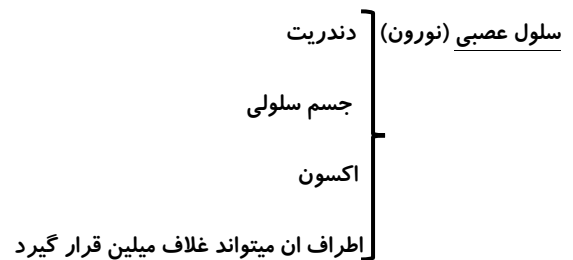 سلول عصبی (نورون) دندریت
جسم سلولی
اکسون
اطراف ان میتواند غلاف میلین قرار گیرد